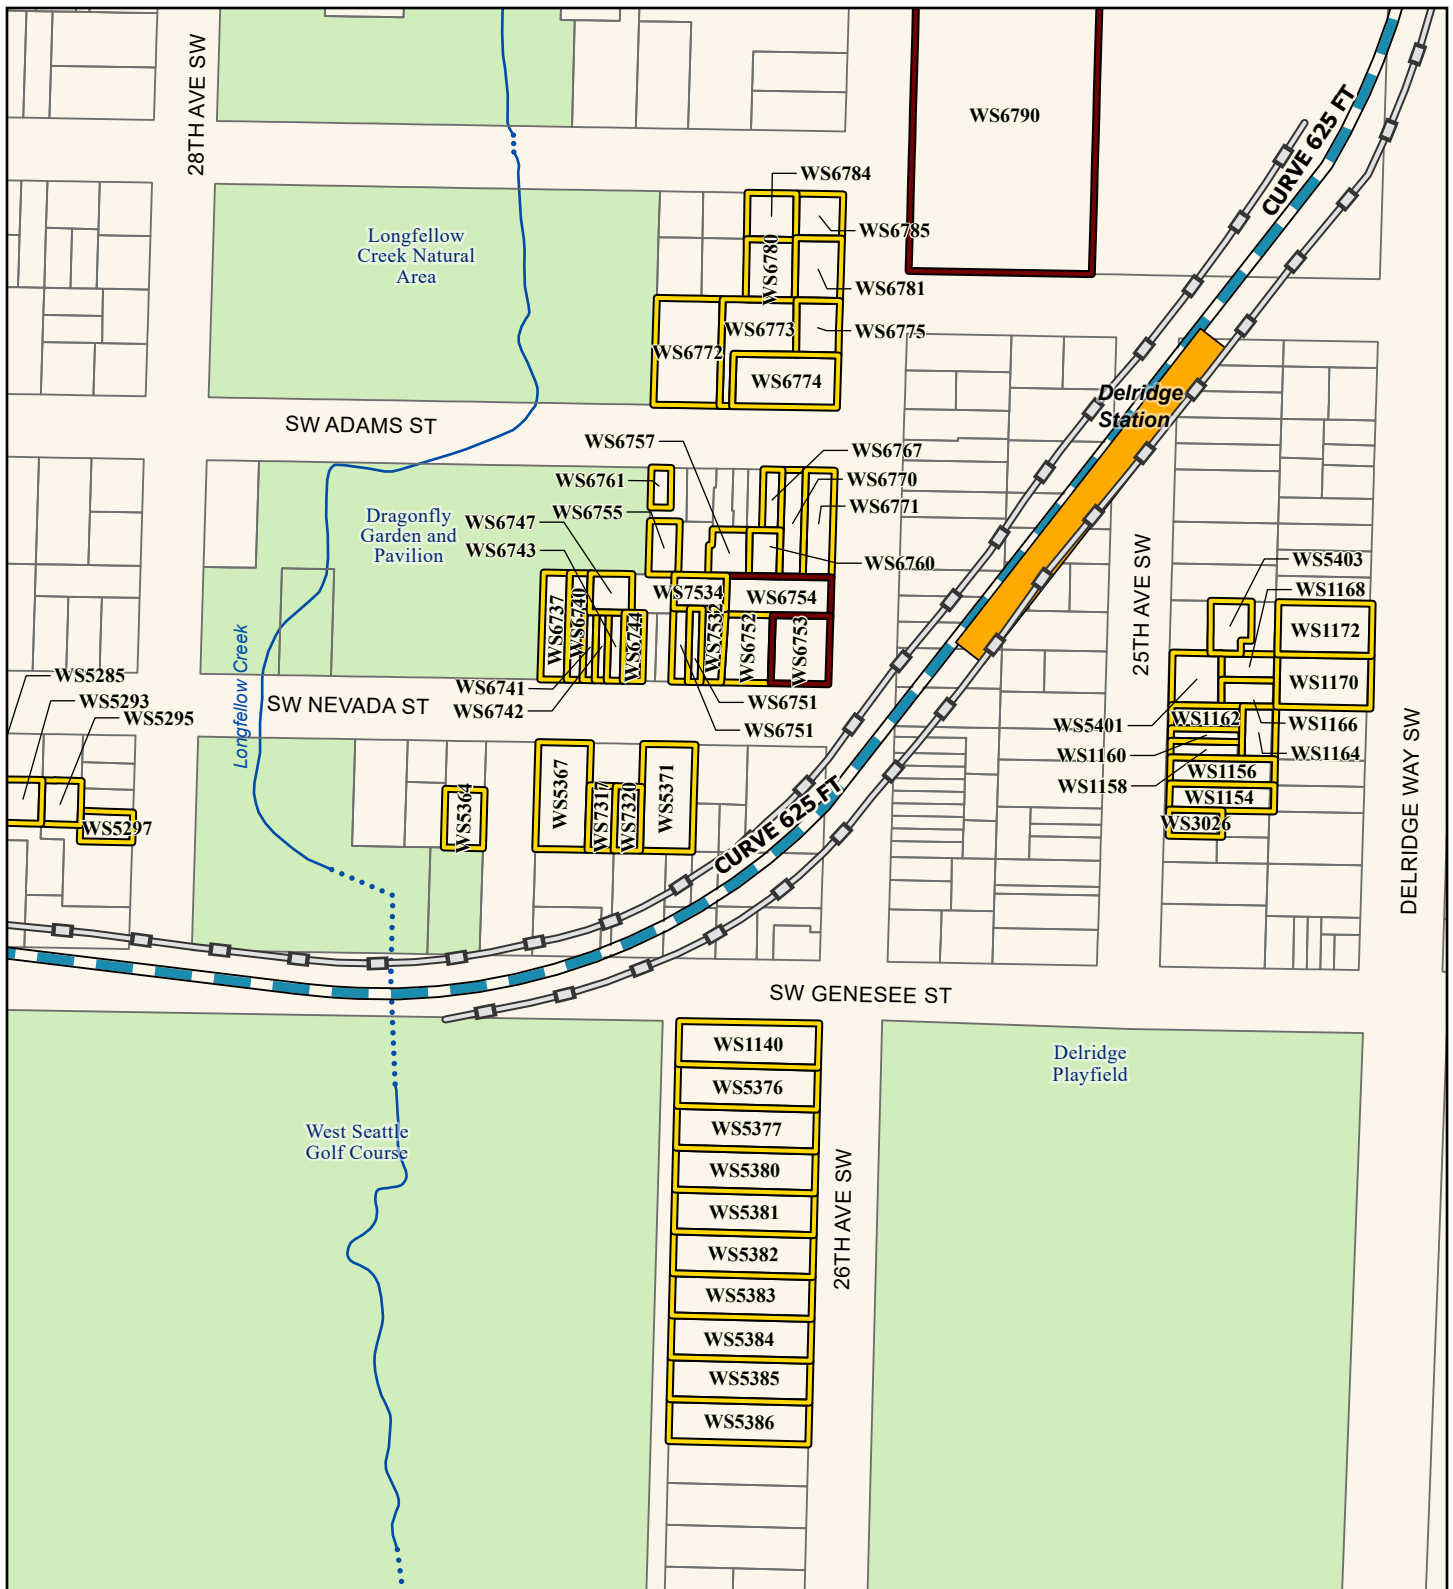 28TH AVE SW
WS6790
CURVE 625 FT
WS6784
WS6785
Longfellow
Creek Natural
Area
WS6780
WS6781
WS6773
WS6775
WS6772
WS6774
Delridge
Station
SW ADAMS ST
WS6757
WS6767
WS6761
WS6770
WS6755
WS6771
Dragonfly
Garden and
Pavilion
WS6747
WS6743
WS6760
25TH AVE SW
WS5403
WS1168
WS7534
WS6754
WS6737
WS6740
WS6744
WS7532
WS6752
WS6753
WS1172
WS1170
Longfellow Creek
WS5285
WS5293
WS5295
WS6741
WS6742
SW NEVADA ST
WS6751
WS6751
WS5401
WS1162
WS1166
WS1160
WS1164
WS1158
WS1156
WS1154
WS3026
DELRIDGE WAY SW
WS5297
WS5364
WS5367
WS7317
WS7320
WS5371
CURVE 625 FT
SW GENESEE ST
WS1140
WS5376
WS5377
WS5380
WS5381
WS5382
WS5383
WS5384
WS5385
WS5386
26TH AVE SW
Delridge
Playfield
West Seattle
Golf Course